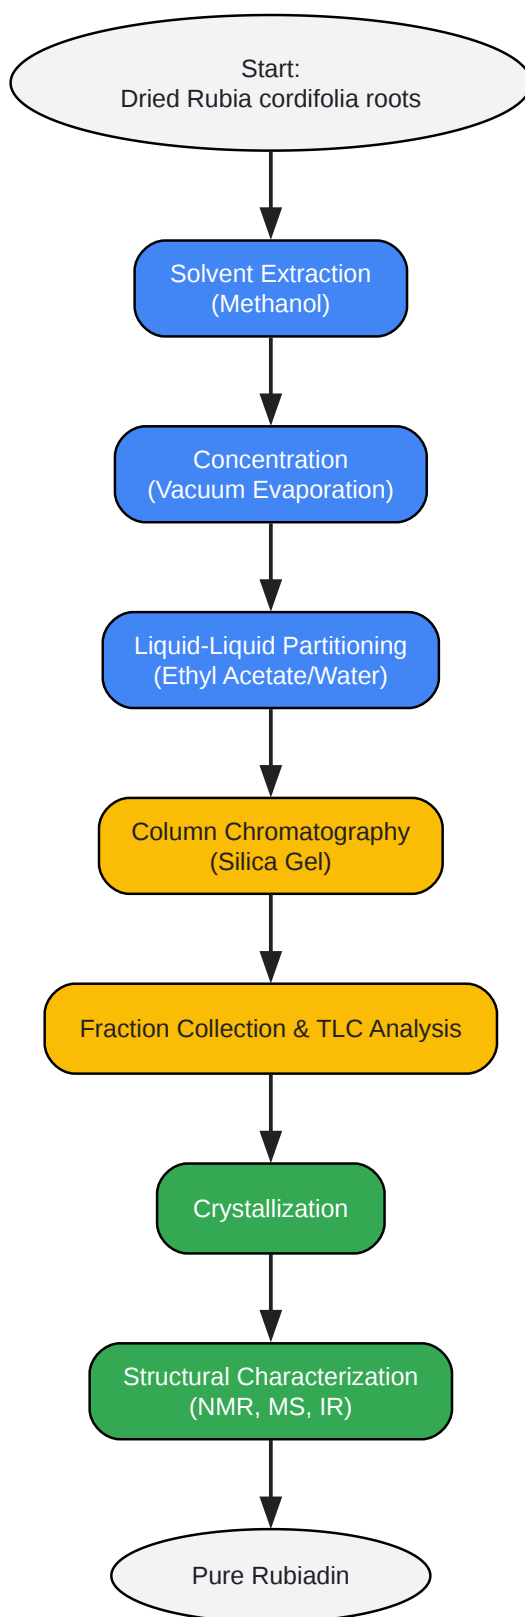 Start:
Dried Rubia cordifolia roots
Solvent Extraction
(Methanol)
Concentration
(Vacuum Evaporation)
Liquid-Liquid Partitioning
(Ethyl Acetate/Water)
Column Chromatography
(Silica Gel)
Fraction Collection & TLC Analysis
Crystallization
Structural Characterization
(NMR, MS, IR)
Pure Rubiadin